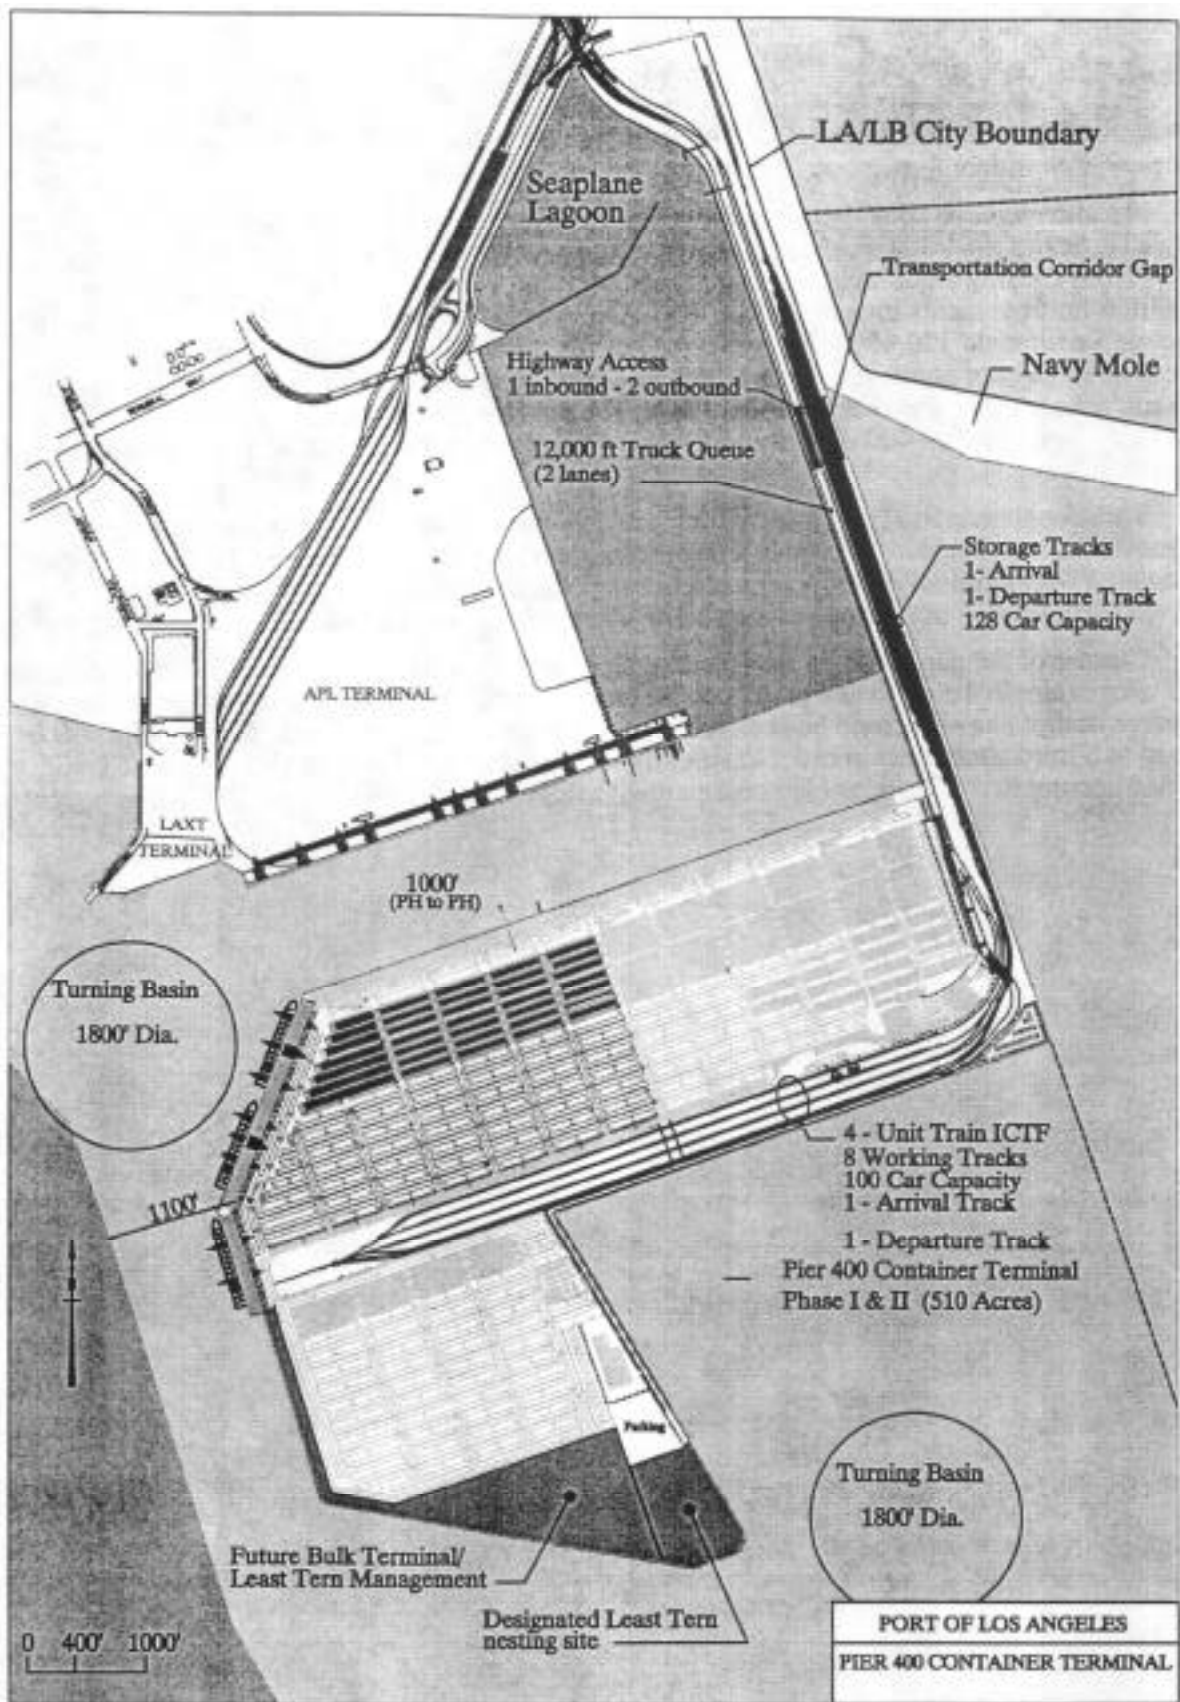 LA/LB City Boundary
Seaplane
Lagoon
Transportation Corridor Gap
Highway Access
1 inbound - 2 outbound
Navy Mole
12,000 ft Truck Queue
(2 lanes)
Storage Tracks
1- Arrival
1- Departure Track
128 Car Capacity
APL TERMINAL
LAXT
TERMINAL
1000'
(PH to PH)
Turning Basin
1800' Dia.
4 - Unit Train ICTF
8 Working Tracks
100 Car Capacity
1 - Arrival Track
1 - Departure Track
1100'
Pier 400 Container Terminal
Phase I & II (510 Acres)
Parking
Turning Basin
1800' Dia.
Future Bulk Terminal/
Least Tern Management
Designated Least Tern
nesting site
0 400' 1000'
PORT OF LOS ANGELES
PIER 400 CONTAINER TERMINAL